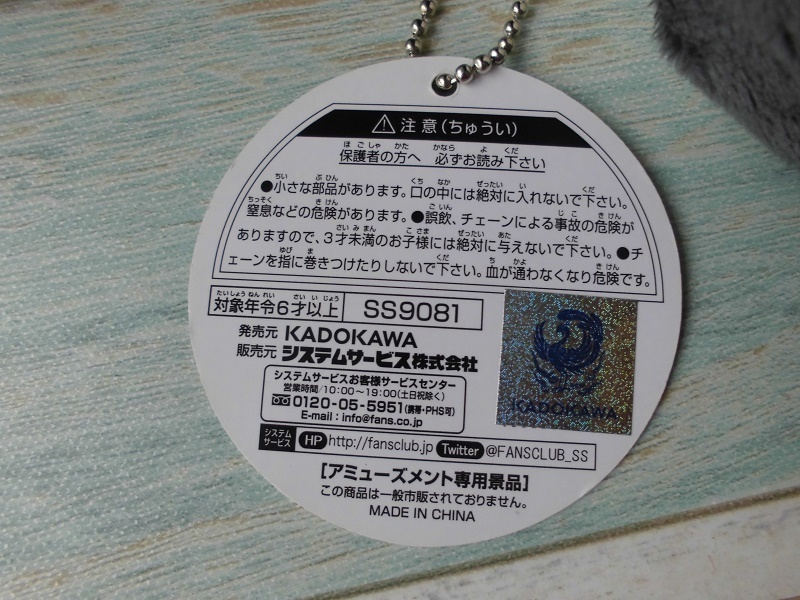 ⚠ 注意(ちゅうい)
保護者の方へ 必ずお読み下さい
●小さな部品があります。口の中には絶対に入れないで下さい。
窒息などの危険があります。●誤飲、チェーンによる事故の危険が
ありますので、3才未満のお子様には絶対に与えないで下さい。●チ
ェーンを指に巻きつけたりしないで下さい。血が通わなくなり危険です。
対象年令6才以上 SS9081
発売元 KADOKAWA
販売元 システムサービス株式会社
システムサービスお客様サービスセンター
営業時間/10:00~19:00(土日祝除く)
0120-05-5951(携帯・PHS可)
E-mail:info@fans.co.jp
KADOKAWA
システムサービス HP http://fansclub.jp Twitter @FANSCLUB_SS
[アミューズメント専用景品]
この商品は一般市販されておりません。
MADE IN CHINA